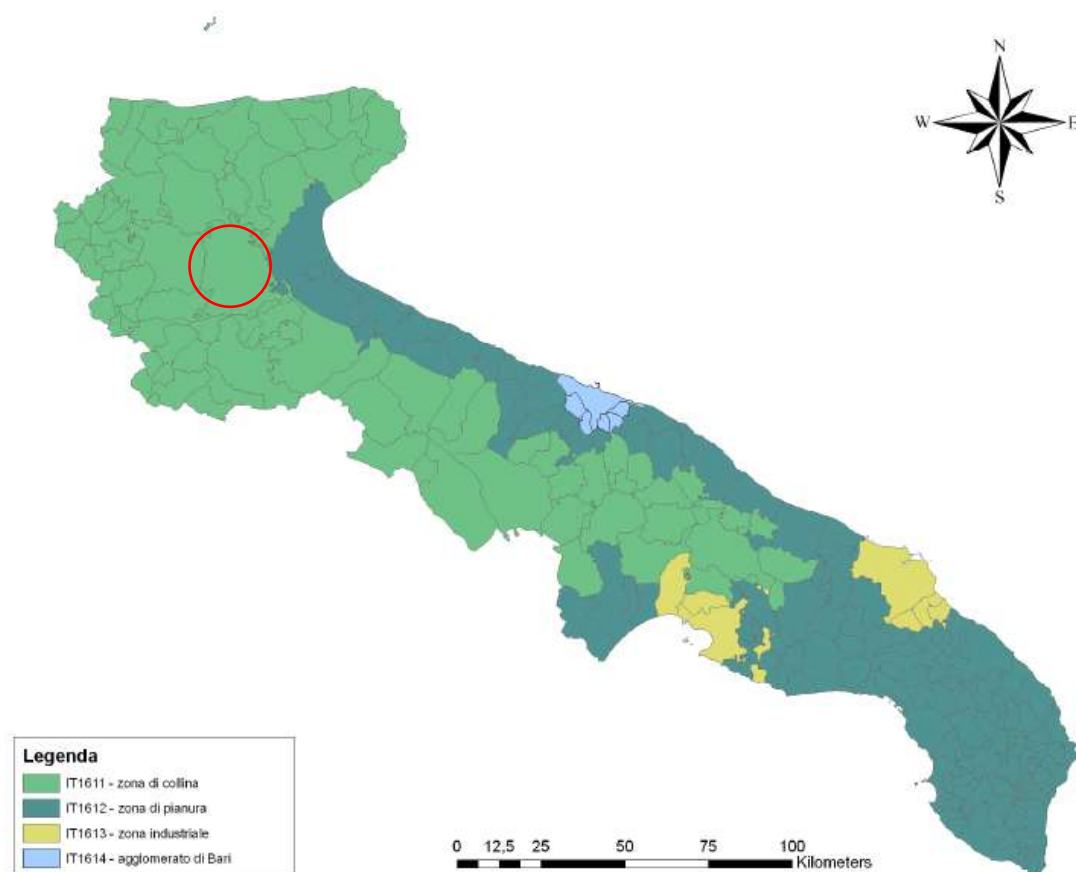 N
W E
S
Legenda
IT1611 - zona di collina
IT1612 - zona di pianura
IT1613 - zona industriale
IT1614 - agglomerato di Bari
0 12,5 25 50 75 100
Kilometers